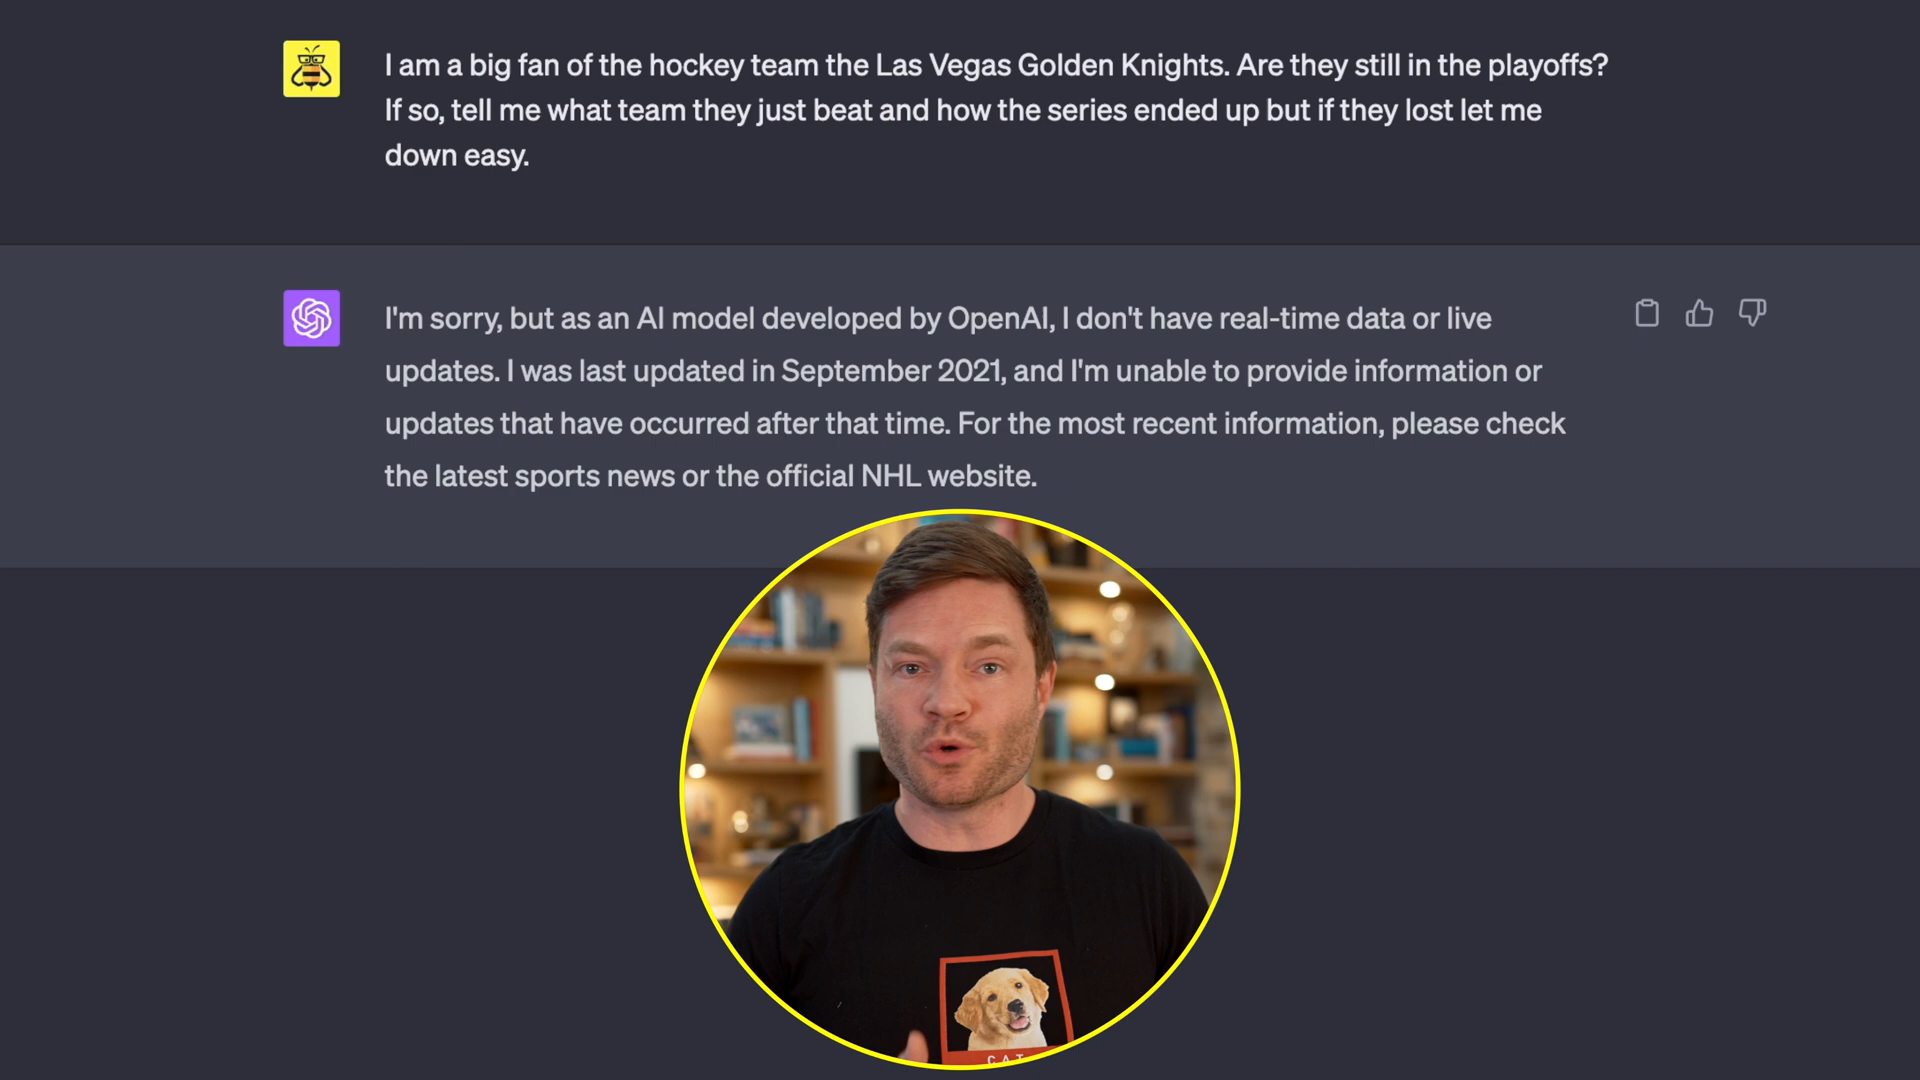 I am a big fan of the hockey team the Las Vegas Golden Knights. Are they still in the playoffs?
If so, tell me what team they just beat and how the series ended up but if they lost let me
down easy.
I'm sorry, but as an AI model developed by OpenAI, I don't have real-time data or live
updates. I was last updated in September 2021, and I'm unable to provide information or
updates that have occurred after that time. For the most recent information, please check
the latest sports news or the official NHL website.
CAT